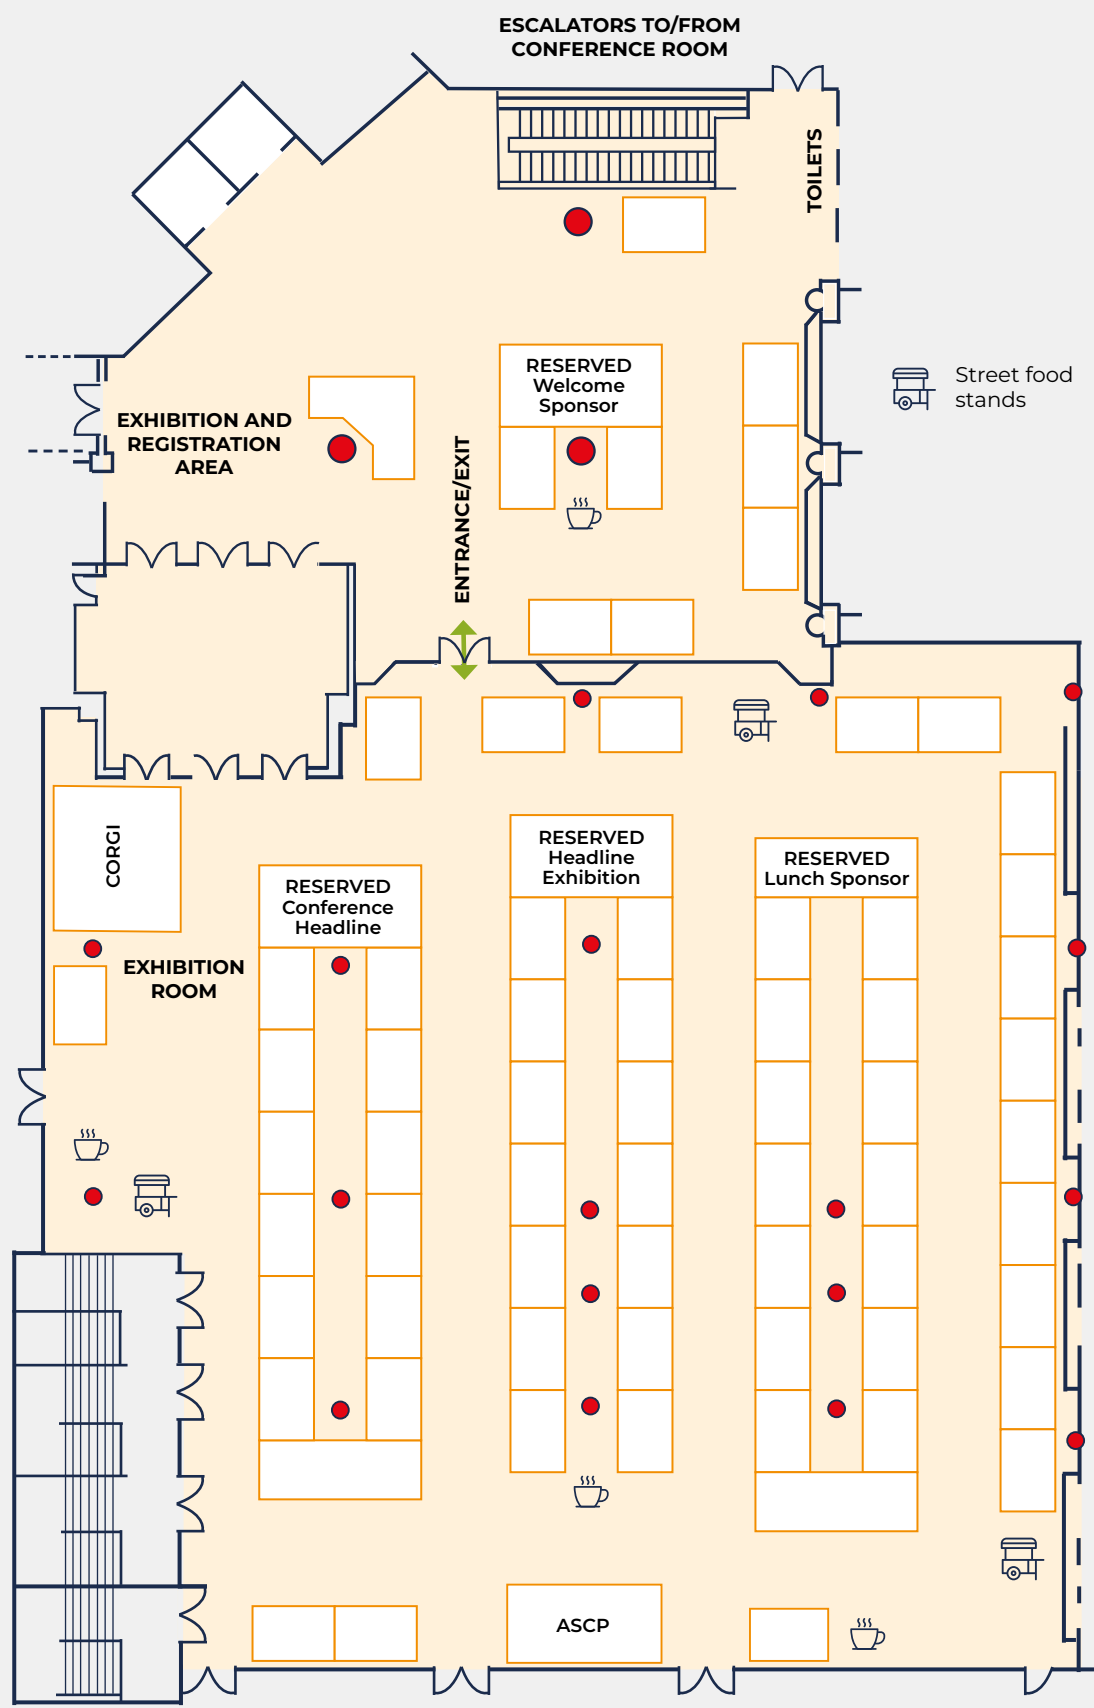 ESCALATORS TO/FROM
CONFERENCE ROOM
TOILETS
Street food
stands
RESERVED
Welcome
Sponsor
EXHIBITION AND
REGISTRATION
AREA
ENTRANCE/EXIT
CORGI
RESERVED
Conference
Headline
RESERVED
Headline
Exhibition
RESERVED
Lunch Sponsor
EXHIBITION
ROOM
ASCP